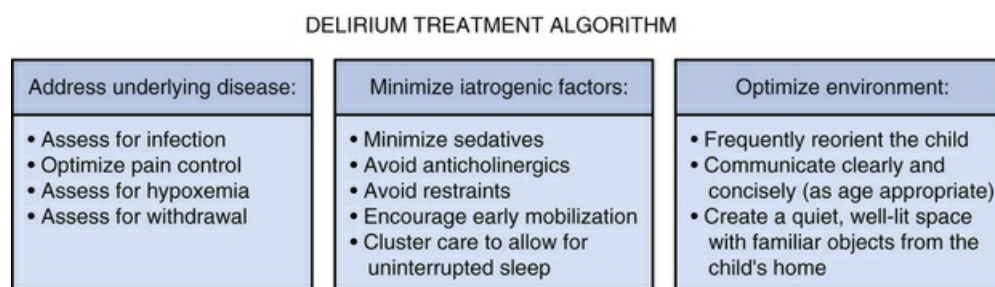 DELIRIUM TREATMENT ALGORITHM
Address underlying disease:
• Assess for infection
• Optimize pain control
• Assess for hypoxemia
• Assess for withdrawal
Minimize iatrogenic factors:
• Minimize sedatives
• Avoid anticholinergics
• Avoid restraints
• Encourage early mobilization
• Cluster care to allow for
uninterrupted sleep
Optimize environment:
• Frequently reorient the child
• Communicate clearly and
concisely (as age appropriate)
• Create a quiet, well-lit space
with familiar objects from the
child's home